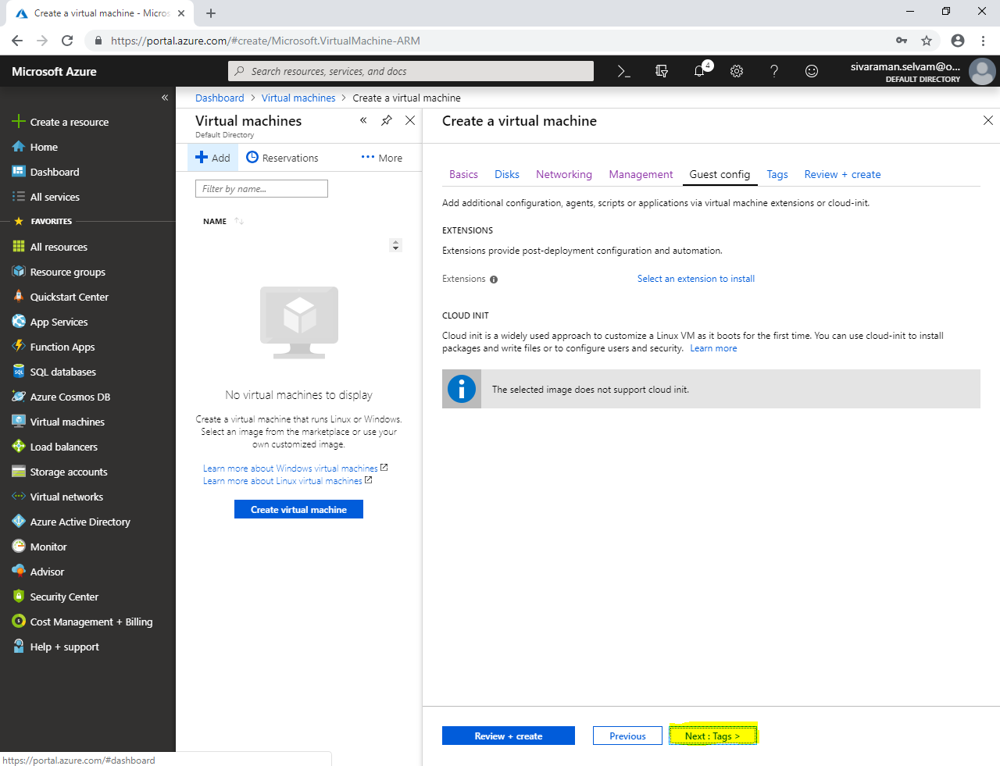 Create a virtual machine - Micros
https://portal.azure.com/#create/Microsoft.VirtualMachine-ARM
Microsoft Azure
Search resources, services, and docs
4
sivaraman.selvam@o...
DEFAULT DIRECTORY
Create a resource
Home
Dashboard
All services
FAVORITES
All resources
Resource groups
Quickstart Center
App Services
Function Apps
SQL databases
Azure Cosmos DB
Virtual machines
Load balancers
Storage accounts
Virtual networks
Azure Active Directory
Monitor
Advisor
Security Center
Cost Management + Billing
Help + support
https://portal.azure.com/#dashboard
Dashboard > Virtual machines > Create a virtual machine
Virtual machines
Default Directory
Add Reservations More
Filter by name...
NAME
No virtual machines to display
Create a virtual machine that runs Linux or Windows.
Select an image from the marketplace or use your
own customized image.
Learn more about Windows virtual machines
Learn more about Linux virtual machines
Create virtual machine
Create a virtual machine
Basics Disks Networking Management Guest config Tags Review + create
Add additional configuration, agents, scripts or applications via virtual machine extensions or cloud-init.
EXTENSIONS
Extensions provide post-deployment configuration and automation.
Extensions Select an extension to install
CLOUD INIT
Cloud init is a widely used approach to customize a Linux VM as it boots for the first time. You can use cloud-init to install
packages and write files or to configure users and security. Learn more
The selected image does not support cloud init.
Review + create Previous Next : Tags >